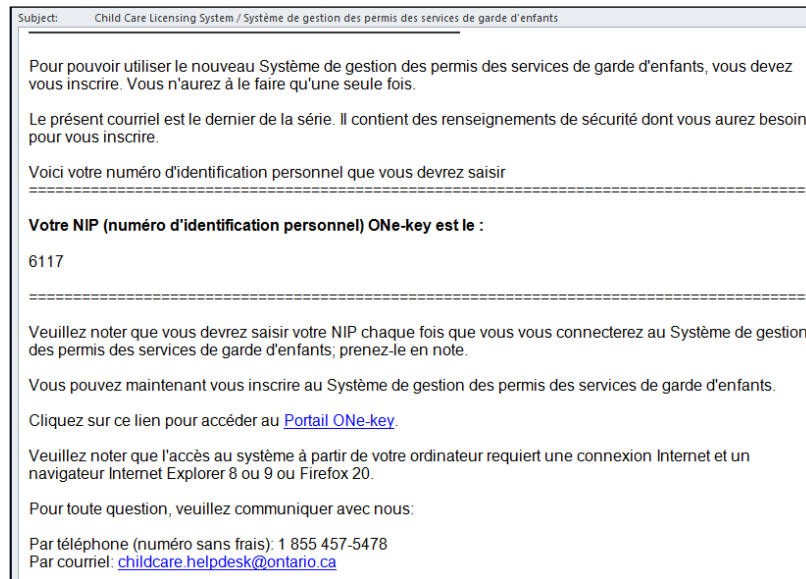 Subject: Child Care Licensing System / Système de gestion des permis des services de garde d'enfants
Pour pouvoir utiliser le nouveau Système de gestion des permis des services de garde d'enfants, vous devez
vous inscrire. Vous n'aurez à le faire qu'une seule fois.
Le présent courriel est le dernier de la série. Il contient des renseignements de sécurité dont vous aurez besoin
pour vous inscrire.
Voici votre numéro d'identification personnel que vous devrez saisir
Votre NIP (numéro d'identification personnel) ONe-key est le :
6117
Veuillez noter que vous devrez saisir votre NIP chaque fois que vous vous connecterez au Système de gestion
des permis des services de garde d'enfants; prenez-le en note.
Vous pouvez maintenant vous inscrire au Système de gestion des permis des services de garde d'enfants.
Cliquez sur ce lien pour accéder au Portail ONe-key.
Veuillez noter que l'accès au système à partir de votre ordinateur requiert une connexion Internet et un
navigateur Internet Explorer 8 ou 9 ou Firefox 20.
Pour toute question, veuillez communiquer avec nous:
Par téléphone (numéro sans frais): 1 855 457-5478
Par courriel: childcare.helpdesk@ontario.ca